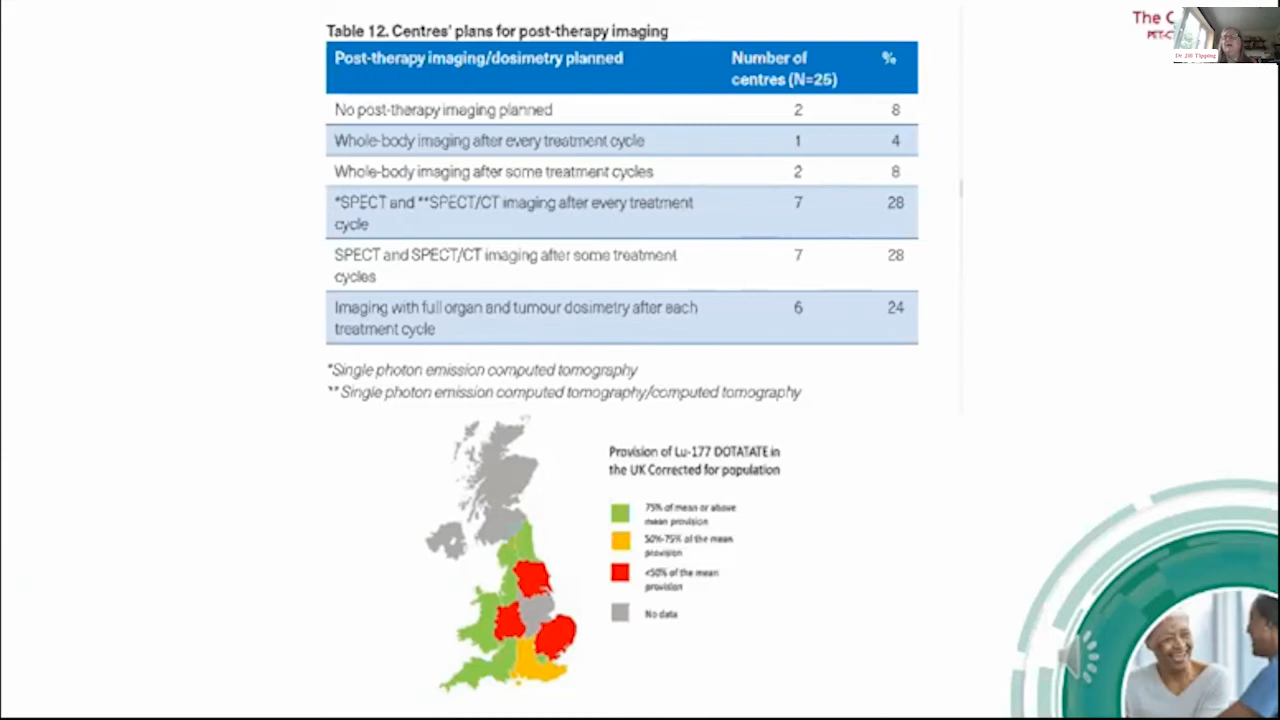 The C
PET-C
Dr Jill Tipping
Table 12. Centres' plans for post-therapy imaging
Post-therapy imaging/dosimetry planned Number of centres (N=25) %
No post-therapy imaging planned 2 8
Whole-body imaging after every treatment cycle 1 4
Whole-body imaging after some treatment cycles 2 8
*SPECT and **SPECT/CT imaging after every treatment 7 28
cycle
SPECT and SPECT/CT imaging after some treatment 7 28
cycles
Imaging with full organ and tumour dosimetry after each 6 24
treatment cycle
*Single photon emission computed tomography
** Single photon emission computed tomography/computed tomography
Provision of Lu-177 DOTATATE in
the UK Corrected for population
75% of mean or above
mean provision
50%-75% of the mean
provision
<50% of the mean
provision
No data